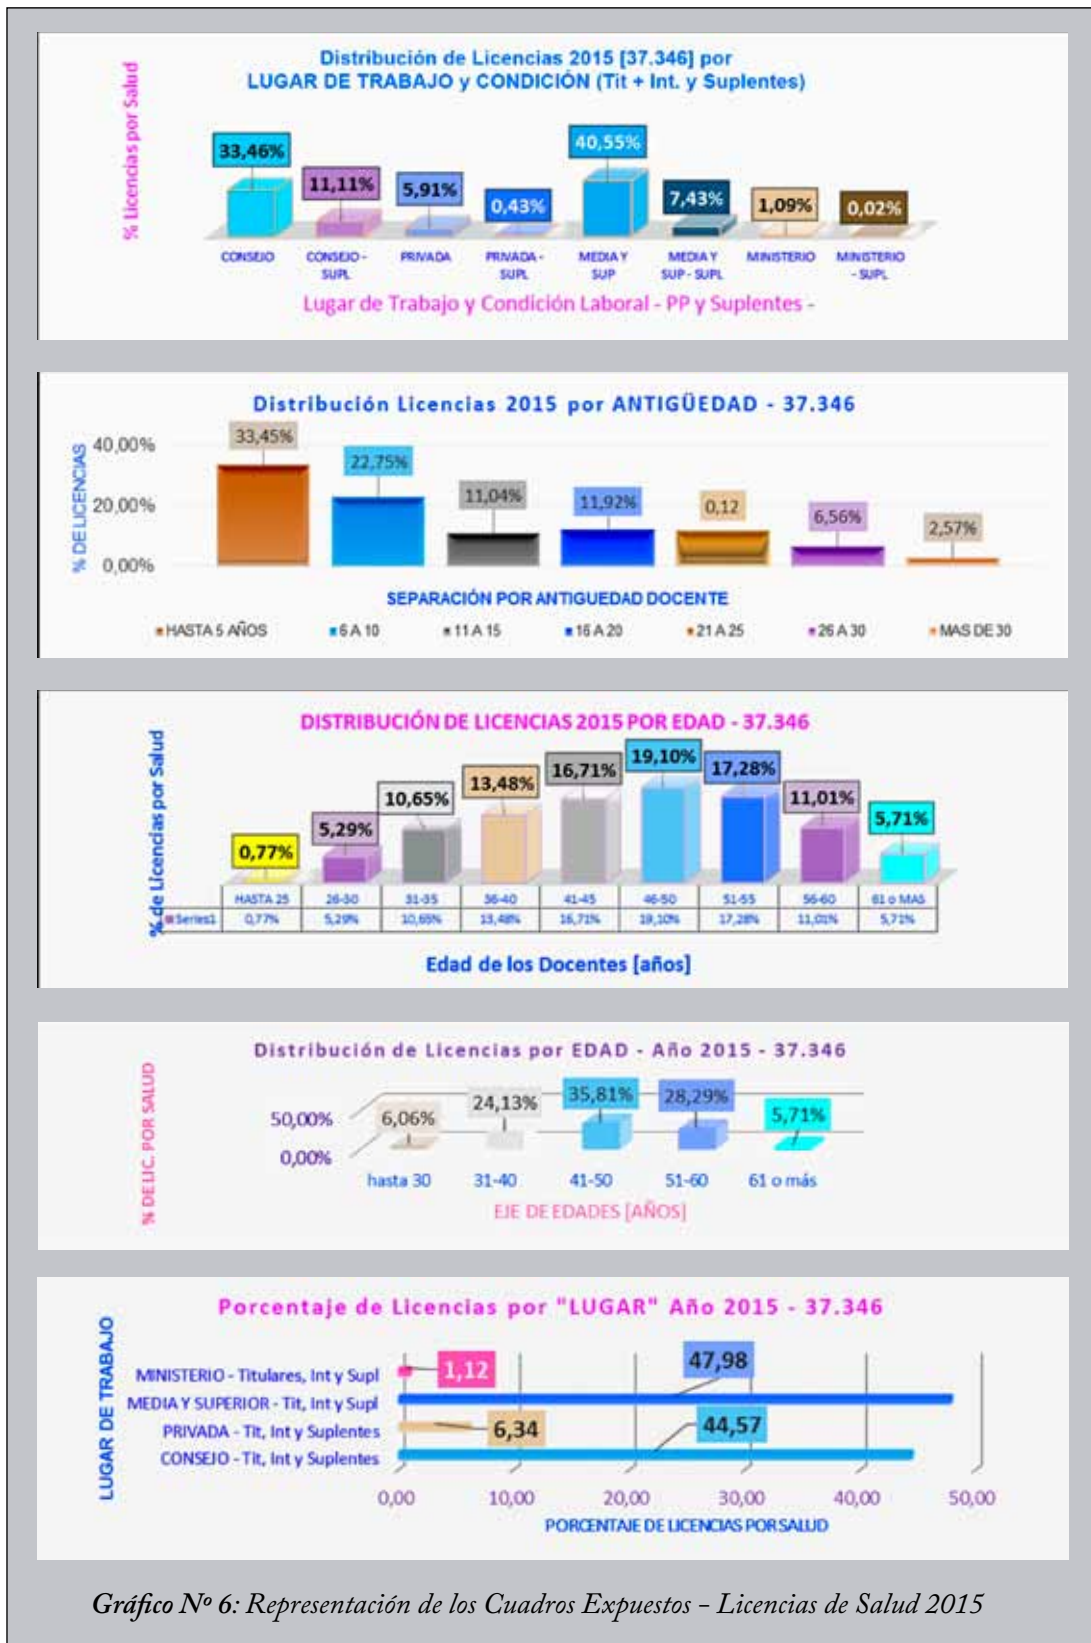 Distribución de Licencias 2015 [37.346] por
LUGAR DE TRABAJO y CONDICIÓN (Tit + Int. y Suplentes)
% Licencias por Salud
33,46%
11,11%
5,91%
0,43%
40,55%
7,43%
1,09%
0,02%
CONSEJO
CONSEJO - SUPL
PRIVADA
PRIVADA - SUPL
MEDIA Y SUP
MEDIA Y SUP - SUPL
MINISTERIO
MINISTERIO - SUPL
Lugar de Trabajo y Condición Laboral - PP y Suplentes -
Distribución Licencias 2015 por ANTIGÜEDAD - 37.346
% DE LICENCIAS
40,00%
20,00%
0,00%
33,45%
22,75%
11,04%
11,92%
0,12
6,56%
2,57%
SEPARACIÓN POR ANTIGUEDAD DOCENTE
HASTA 5 AÑOS
6 A 10
11 A 15
16 A 20
21 A 25
26 A 30
MAS DE 30
DISTRIBUCIÓN DE LICENCIAS 2015 POR EDAD - 37.346
% de Licencias por Salud
0,77%
5,29%
10,65%
13,48%
16,71%
19,10%
17,28%
11,01%
5,71%
HASTA 25 26-30 31-35 36-40 41-45 46-50 51-55 56-60 61 o MAS
Series1 0,77% 5,29% 10,65% 13,48% 16,71% 19,10% 17,28% 11,01% 5,71%
Edad de los Docentes [años]
Distribución de Licencias por EDAD - Año 2015 - 37.346
% DE LIC. POR SALUD
50,00%
0,00%
6,06%
24,13%
35,81%
28,29%
5,71%
hasta 30 31-40 41-50 51-60 61 o más
EJE DE EDADES [AÑOS]
Porcentaje de Licencias por "LUGAR" Año 2015 - 37.346
LUGAR DE TRABAJO
MINISTERIO - Titulares, Int y Supl
1,12
MEDIA Y SUPERIOR - Tit, Int y Supl
47,98
PRIVADA - Tit, Int y Suplentes
6,34
CONSEJO - Tit, Int y Suplentes
44,57
0,00 10,00 20,00 30,00 40,00 50,00
PORCENTAJE DE LICENCIAS POR SALUD
Gráfico Nº 6: Representación de los Cuadros Expuestos – Licencias de Salud 2015